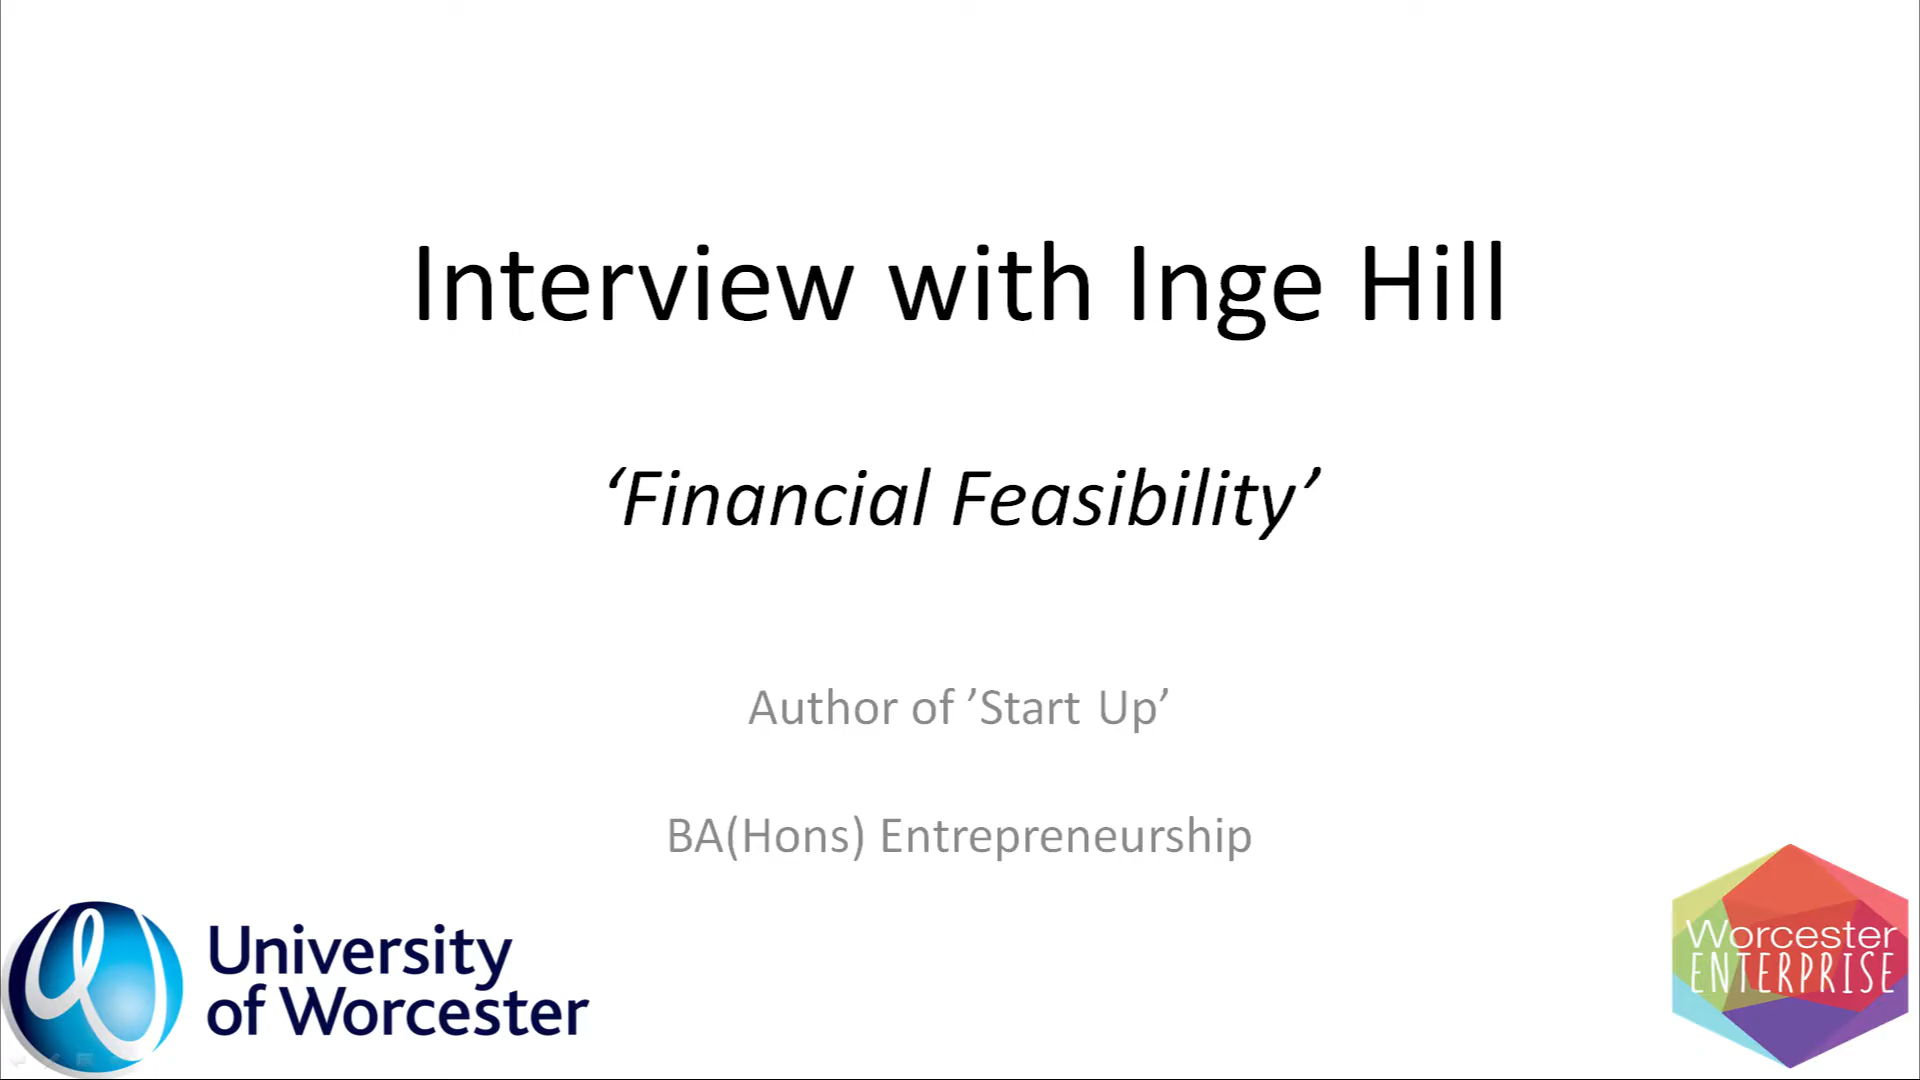 Interview with Inge Hill
‘Financial Feasibility’
Author of ’Start Up’
BA(Hons) Entrepreneurship
University
of Worcester
Worcester
ENTERPRISE